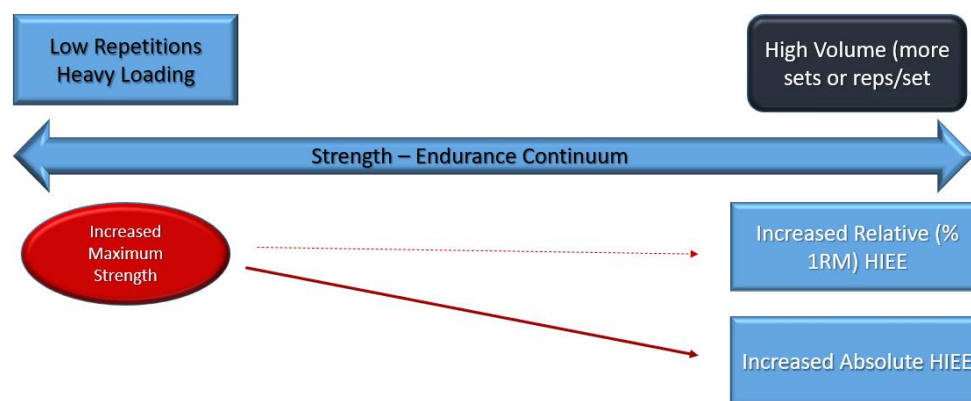 Low Repetitions
Heavy Loading
High Volume (more
sets or reps/set
Strength – Endurance Continuum
Increased
Maximum
Strength
Increased Relative (%
1RM) HIEE
Increased Absolute HIEE